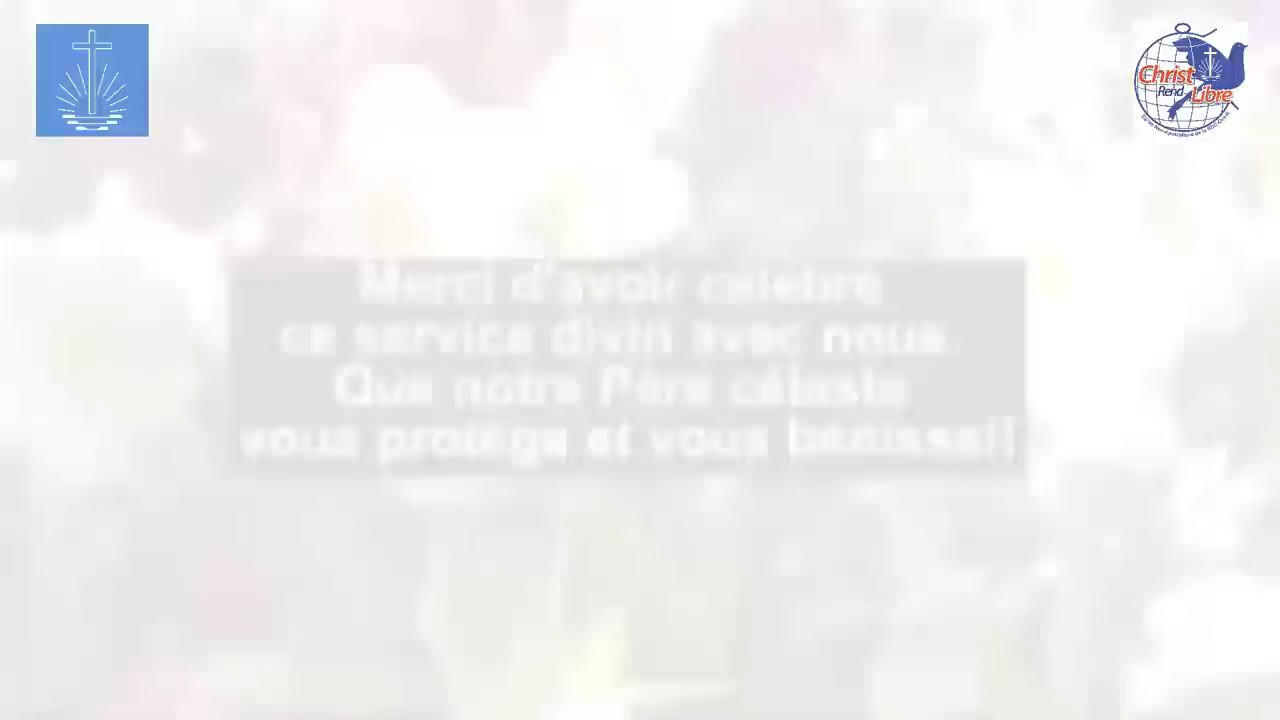 Christ
Rend
Libre
Merci d'avoir célébré
ce service divin avec nous.
Que notre Père céleste
vous protège et vous bénisse!!